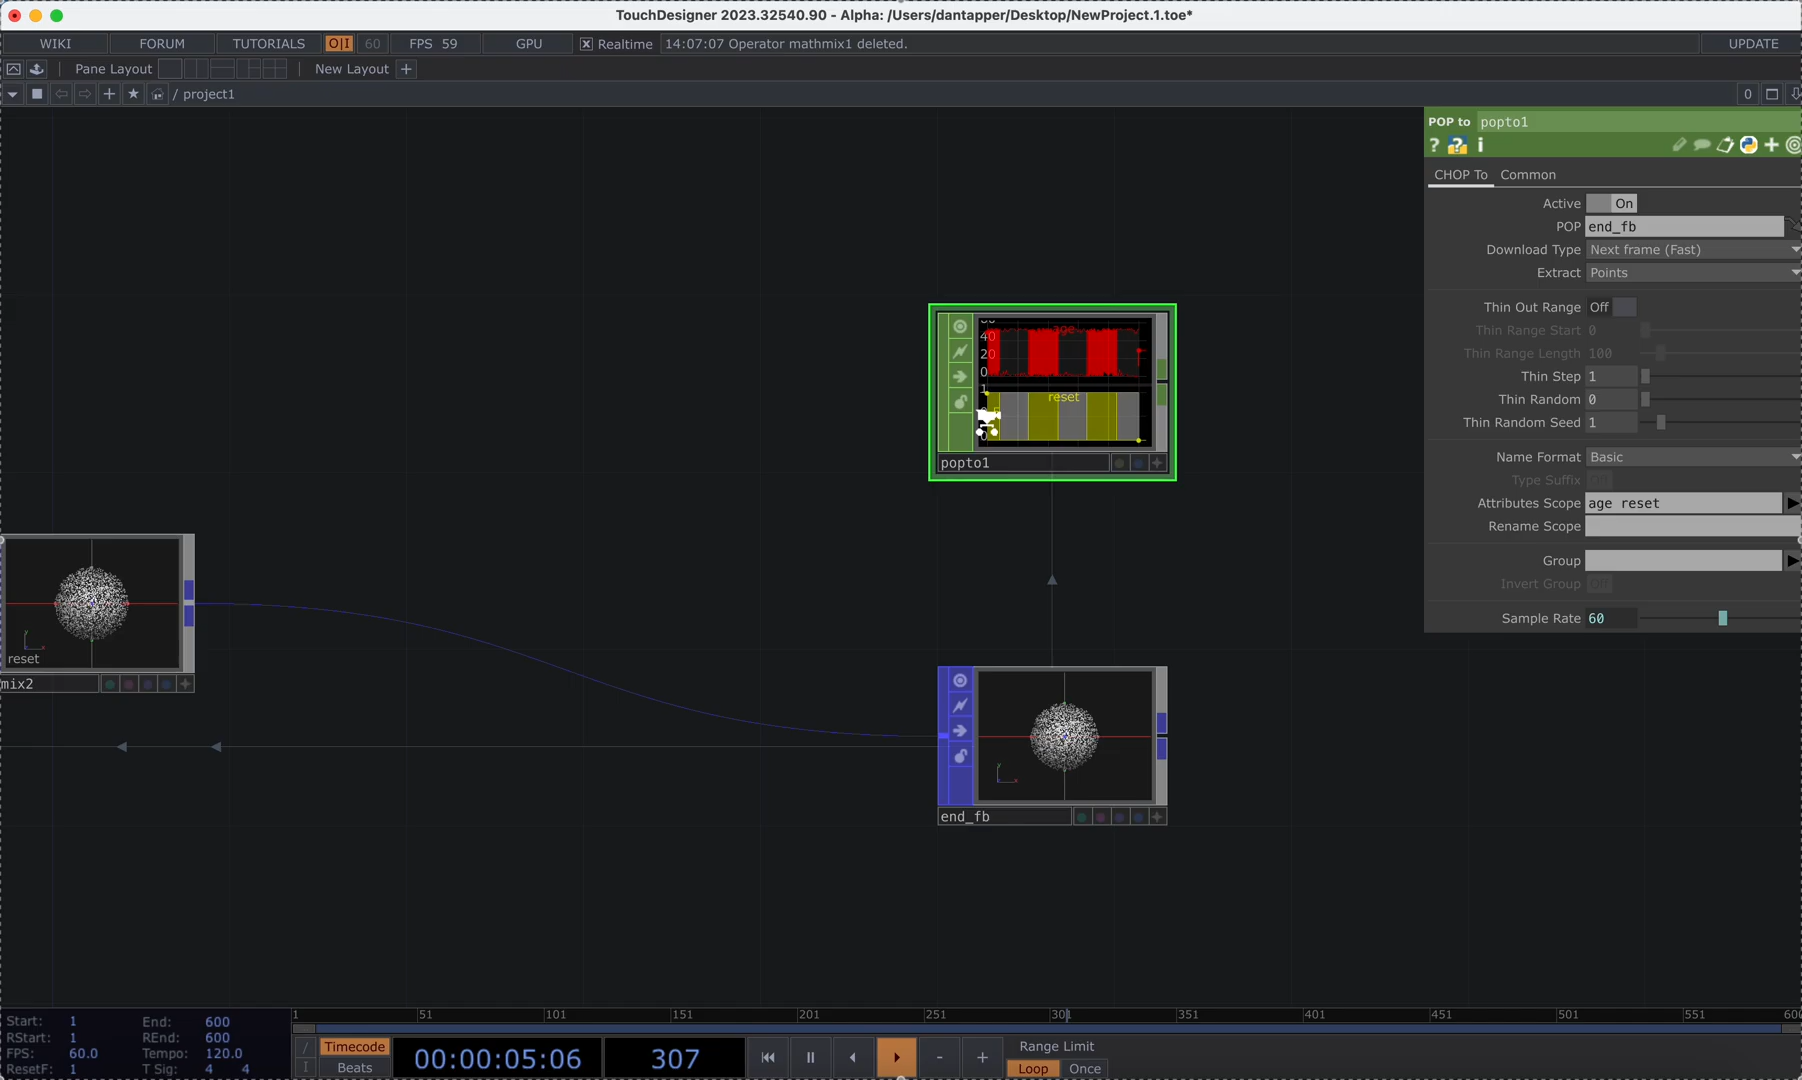 TouchDesigner 2023.32540.90 - Alpha: /Users/dantapper/Desktop/NewProject.1.toe*
WIKI FORUM TUTORIALS O|I 60 FPS 59 GPU Realtime 14:07:07 Operator mathmix1 deleted. UPDATE
Pane Layout New Layout +
/ project1 0
POP to popto1
CHOP To Common
Active On
POP end_fb
Download Type Next frame (Fast)
Extract Points
Thin Out Range Off
Thin Range Start 0
Thin Range Length 100
Thin Step 1
Thin Random 0
Thin Random Seed 1
Name Format Basic
Type Suffix
Attributes Scope age reset
Rename Scope
Group
Invert Group
Sample Rate 60
age
40
20
0
1
reset
0
popto1
reset
mix2
end_fb
Start: 1 End: 600
RStart: 1 REnd: 600
FPS: 60.0 Tempo: 120.0
ResetF: 1 T Sig: 4 4
1 51 101 151 201 251 301 351 401 451 501 551 600
Timecode
Beats
00:00:05:06 307
Range Limit
Loop Once